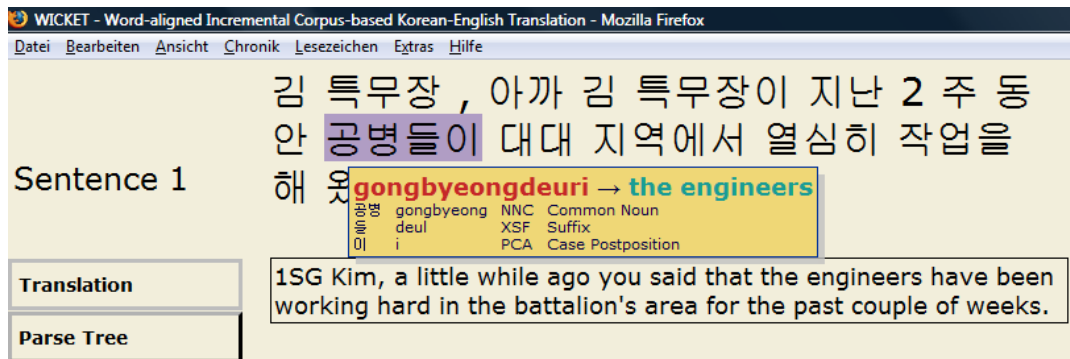 WICKET - Word-aligned Incremental Corpus-based Korean-English Translation - Mozilla Firefox
Datei Bearbeiten Ansicht Chronik Lesezeichen Extras Hilfe
Sentence 1
김 특무장 , 아까 김 특무장이 지난 2 주 동
안 공병들이 대대 지역에서 열심히 작업을
해
gongbyeongdeuri → the engineers
공병 gongbyeong NNC Common Noun
들 deul XSF Suffix
이 i PCA Case Postposition
Translation
1SG Kim, a little while ago you said that the engineers have been
working hard in the battalion's area for the past couple of weeks.
Parse Tree